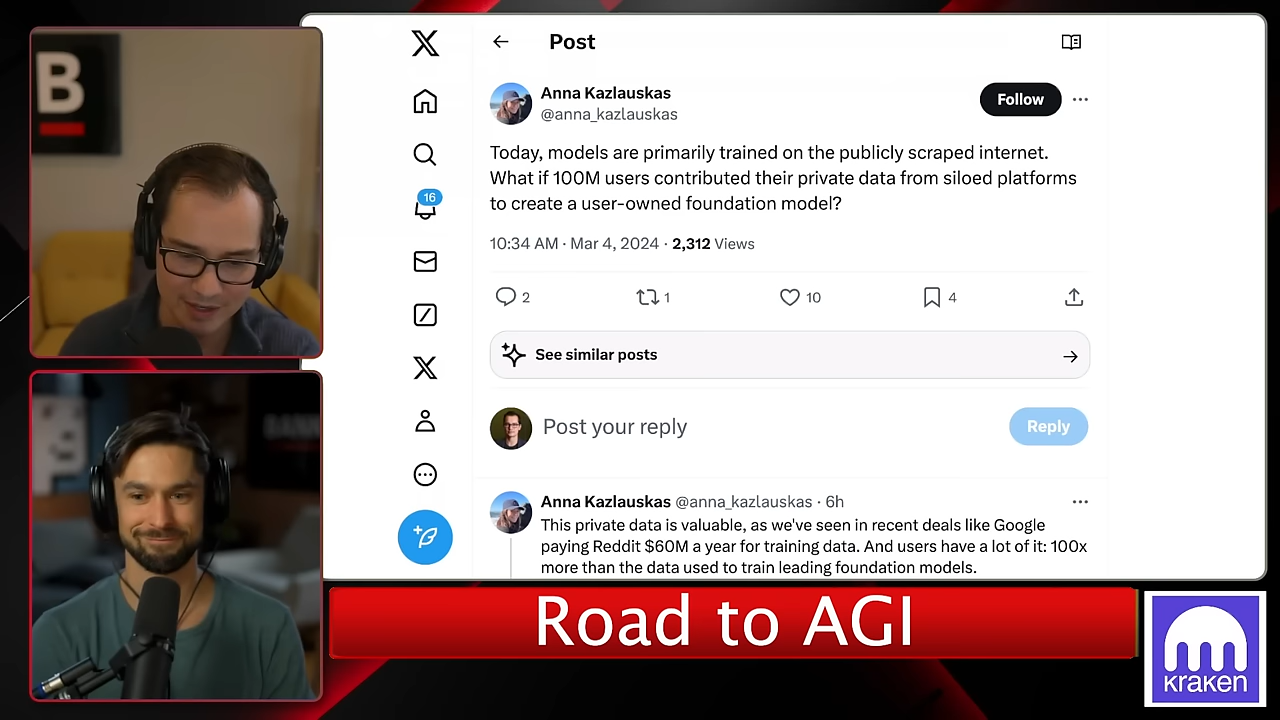 B
Post
Anna Kazlauskas
@anna_kazlauskas
Follow
Today, models are primarily trained on the publicly scraped internet.
What if 100M users contributed their private data from siloed platforms
to create a user-owned foundation model?
16
10:34 AM · Mar 4, 2024 · 2,312 Views
2
1
10
4
See similar posts
Post your reply
Reply
Anna Kazlauskas @anna_kazlauskas · 6h
This private data is valuable, as we've seen in recent deals like Google
paying Reddit $60M a year for training data. And users have a lot of it: 100x
more than the data used to train leading foundation models.
Road to AGI
kraken